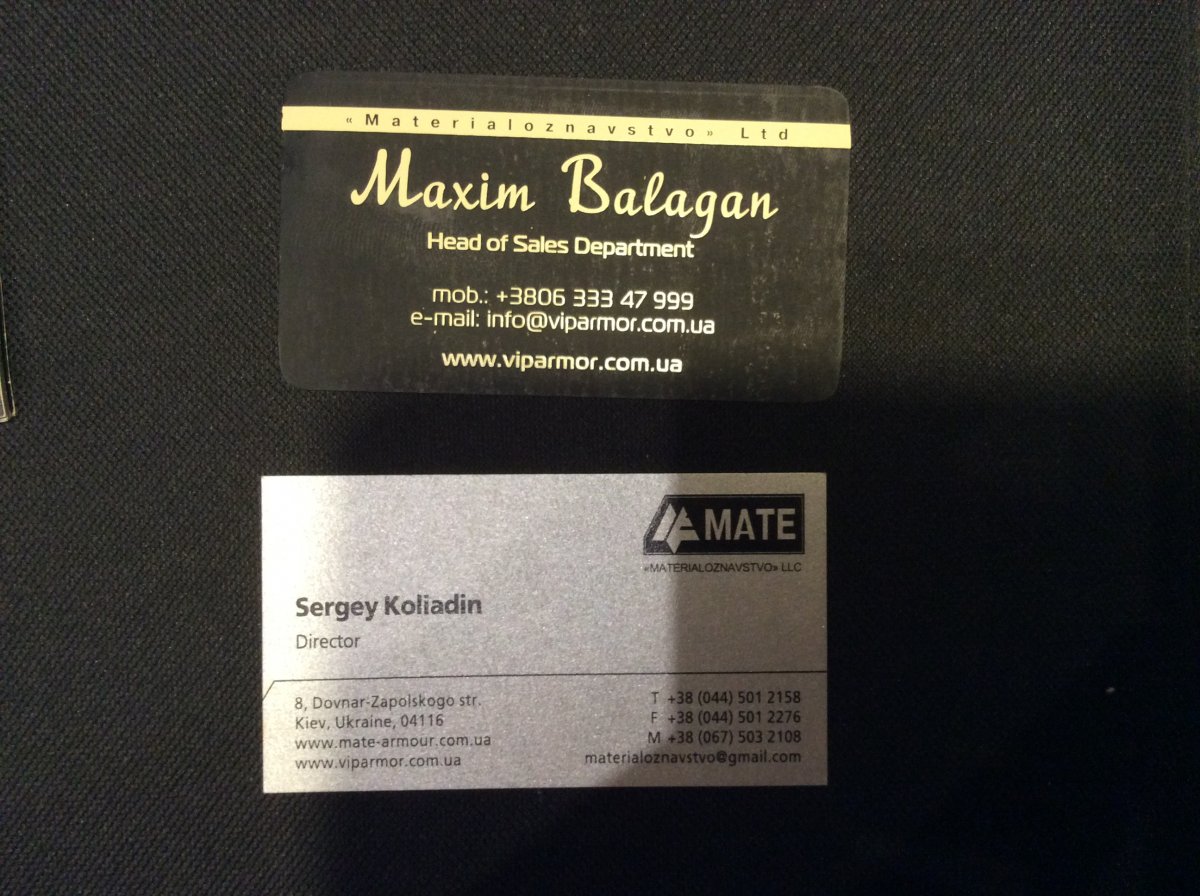 «Materialoznavstvo» Ltd
Maxim Balagan
Head of Sales Department
mob.: +3806 333 47 999
e-mail: info@viparmor.com.ua
www.viparmor.com.ua
MATE
«MATERIALOZNAVSTVO» LLC
Sergey Koliadin
Director
8, Dovnar-Zapolskogo str.
Kiev, Ukraine, 04116
www.mate-armour.com.ua
www.viparmor.com.ua
T +38 (044) 501 2158
F +38 (044) 501 2276
M +38 (067) 503 2108
materialoznavstvo@gmail.com